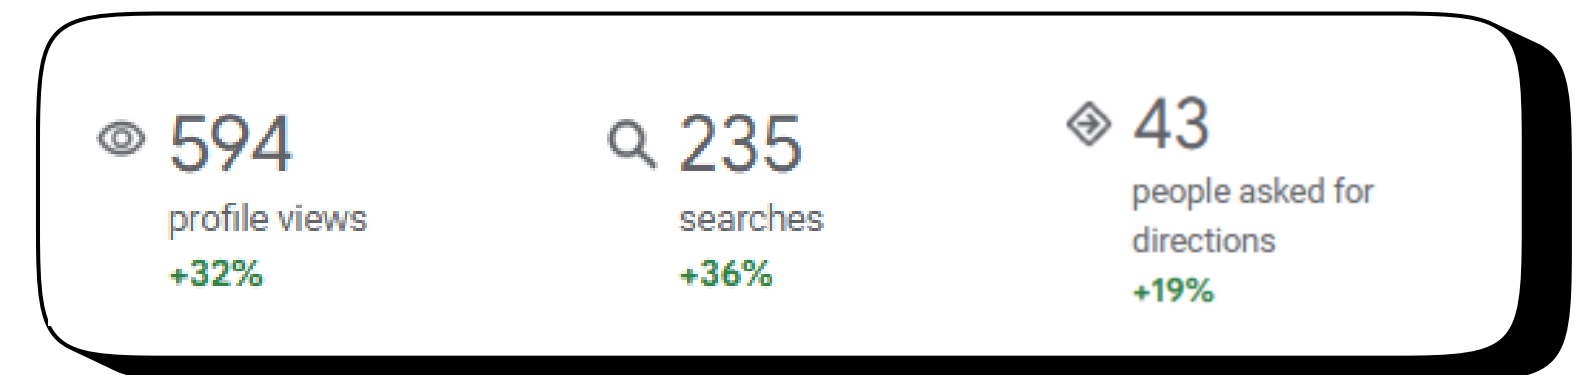 594
profile views
+32%
235
searches
+36%
43
people asked for
directions
+19%